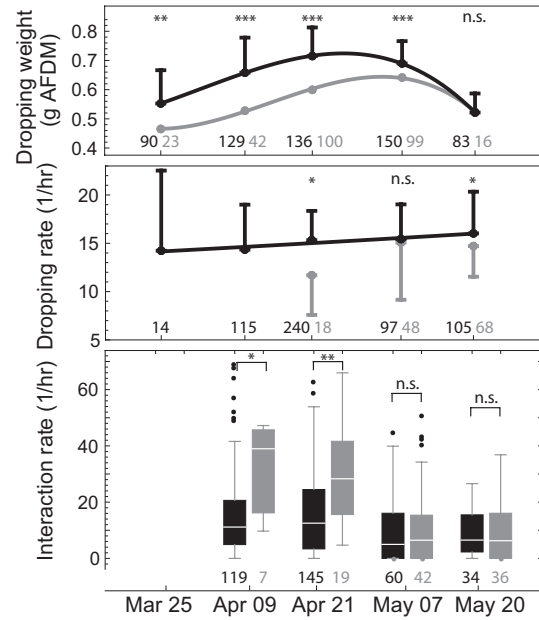 Dropping weight
(g AFDM)
0.8
0.7
0.6
0.5
0.4
** *** *** *** n.s.
90 23 129 42 136 100 150 99 83 16
Dropping rate (1/hr)
20
15
10
5
* n.s. *
14 115 240 18 97 48 105 68
Interaction rate (1/hr)
60
40
20
0
* ** n.s. n.s.
119 7 145 19 60 42 34 36
Mar 25 Apr 09 Apr 21 May 07 May 20